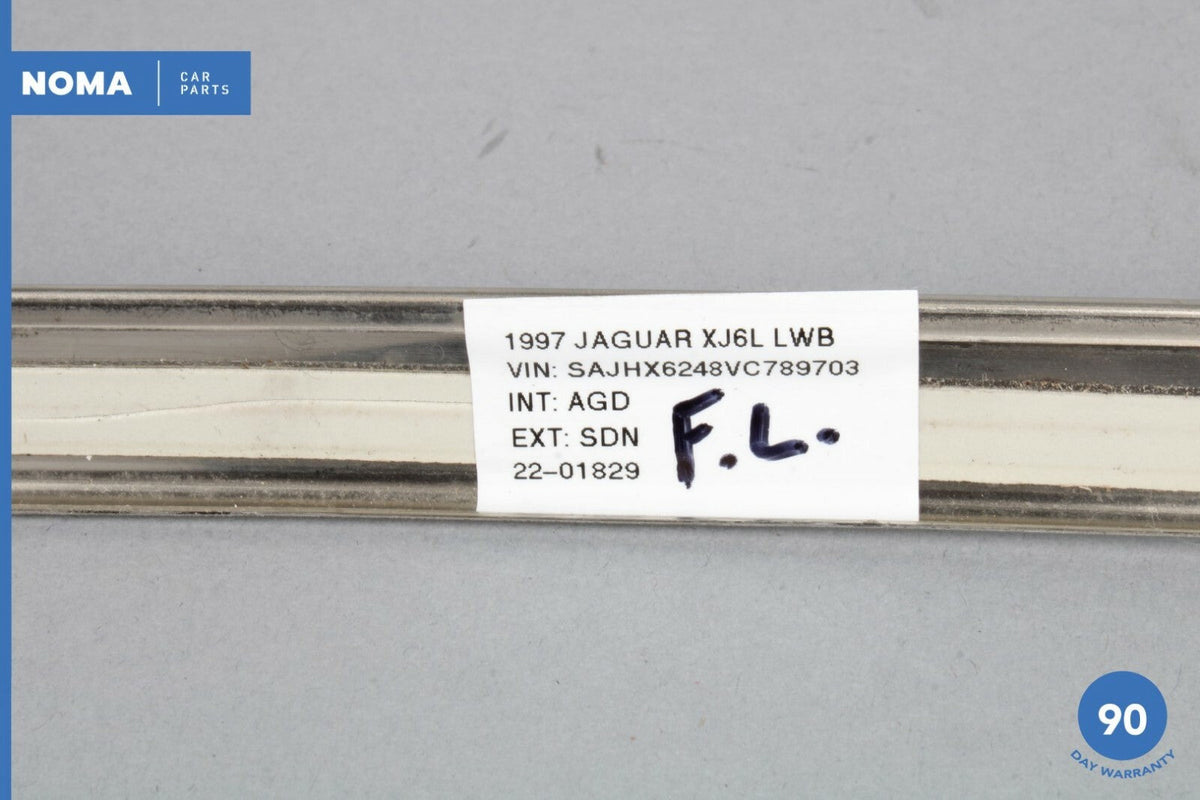 NOMA
CAR
PARTS
1997 JAGUAR XJ6L LWB
VIN: SAJHX6248VC789703
INT: AGD
EXT: SDN
22-01829
F.L.
90
DAY WARRANTY